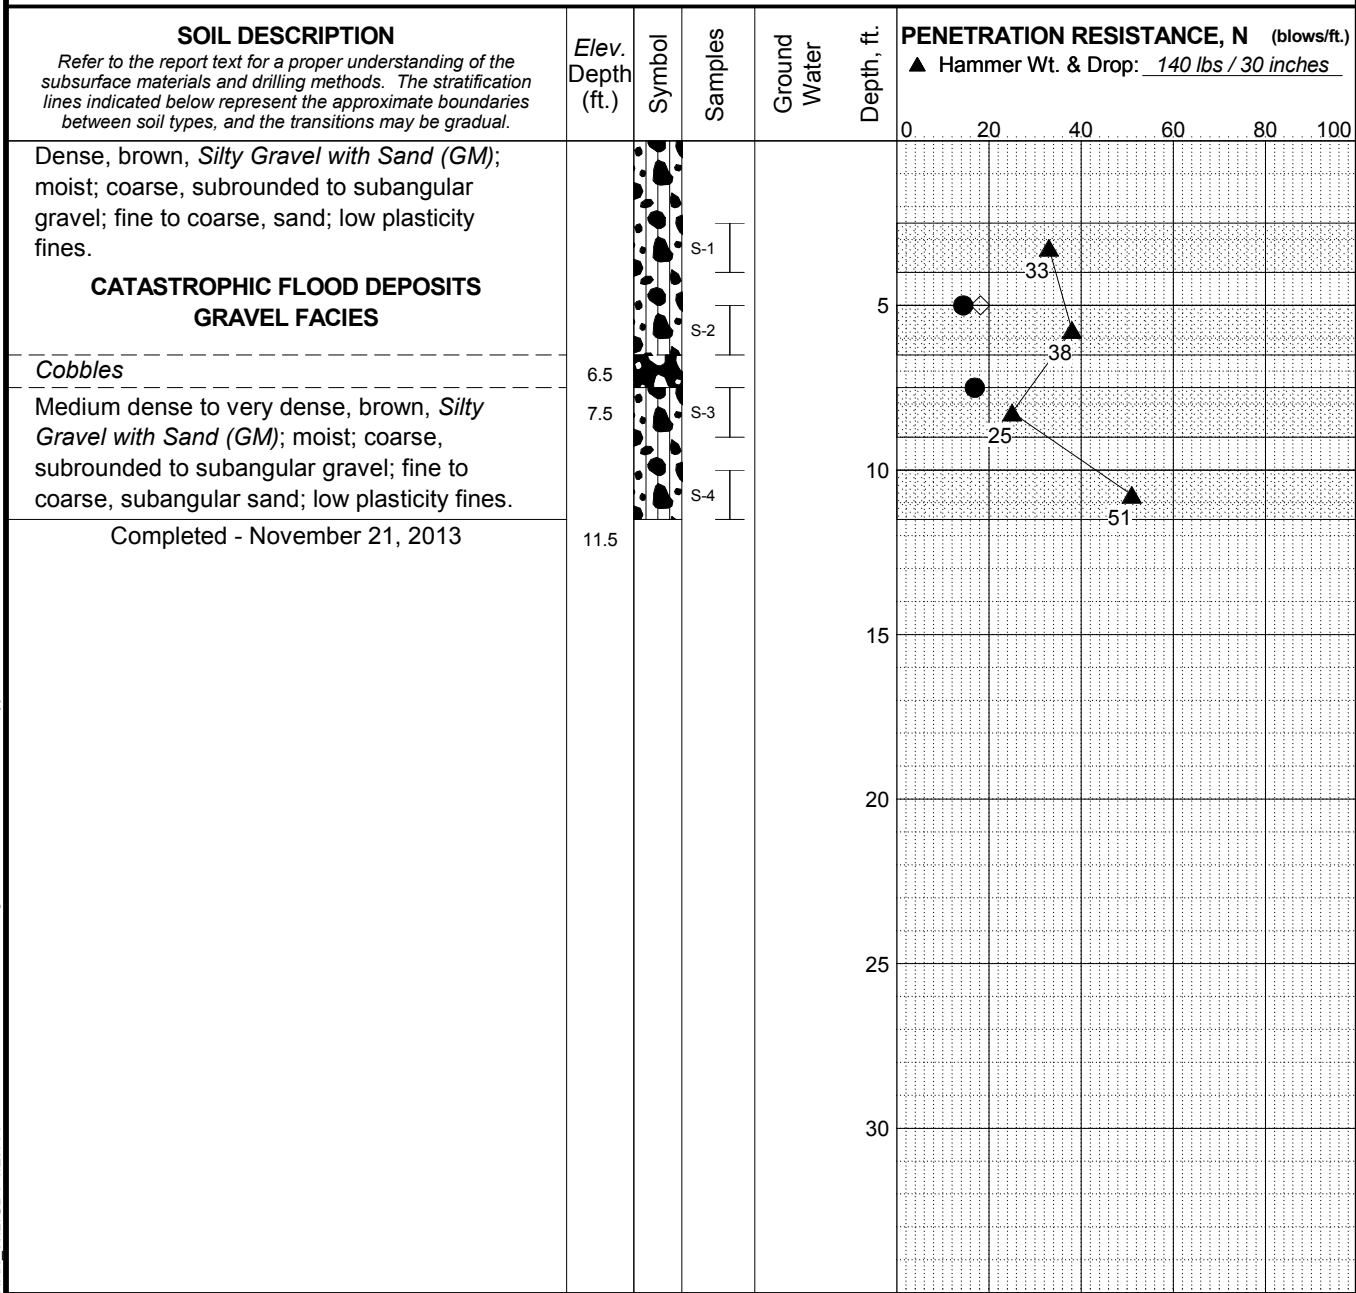 SOIL DESCRIPTION
Refer to the report text for a proper understanding of the
subsurface materials and drilling methods. The stratification
lines indicated below represent the approximate boundaries
between soil types, and the transitions may be gradual.
Elev.
Depth
(ft.)
Symbol
Samples
Ground
Water
Depth, ft.
PENETRATION RESISTANCE, N (blows/ft.)
▲ Hammer Wt. & Drop: 140 lbs / 30 inches
0 20 40 60 80 100
Dense, brown, Silty Gravel with Sand (GM);
moist; coarse, subrounded to subangular
gravel; fine to coarse, sand; low plasticity
fines.
CATASTROPHIC FLOOD DEPOSITS
GRAVEL FACIES
Cobbles
6.5
Medium dense to very dense, brown, Silty
Gravel with Sand (GM); moist; coarse,
subrounded to subangular gravel; fine to
coarse, subangular sand; low plasticity fines.
7.5
Completed - November 21, 2013
11.5
S-1
S-2
S-3
S-4
5
10
15
20
25
30
33
38
25
51